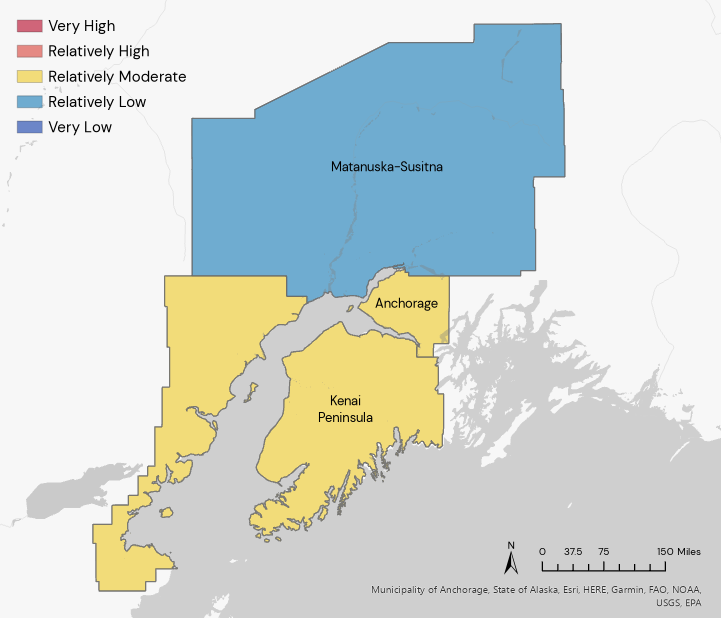 Very High
Relatively High
Relatively Moderate
Relatively Low
Very Low
Matanuska-Susitna
Anchorage
Kenai
Peninsula
N
0 37.5 75 150 Miles
Municipality of Anchorage, State of Alaska, Esri, HERE, Garmin, FAO, NOAA,
USGS, EPA